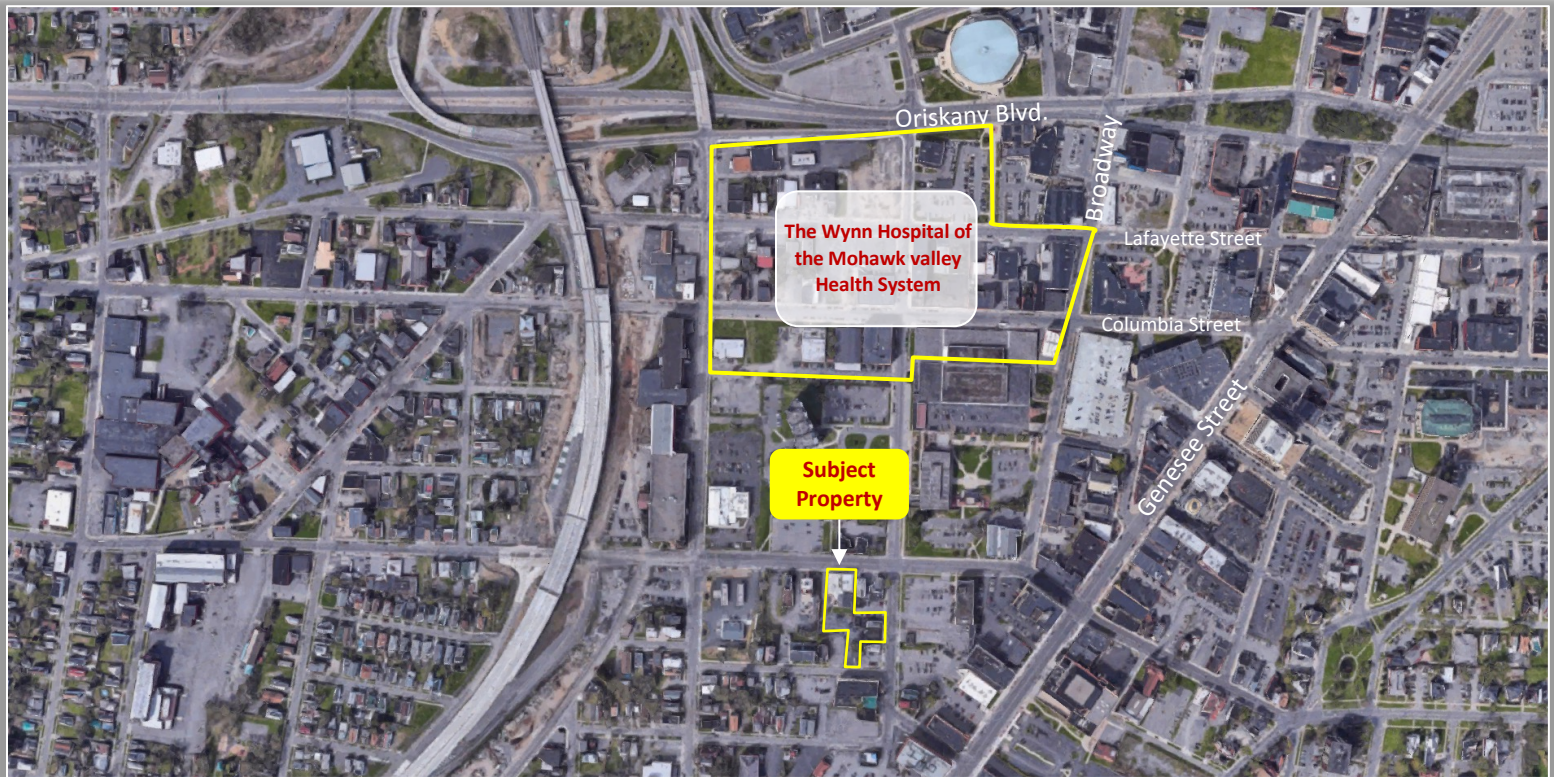 Oriskany Blvd.
Broadway
The Wynn Hospital of
the Mohawk valley
Health System
Lafayette Street
Columbia Street
Genesee Street
Subject
Property